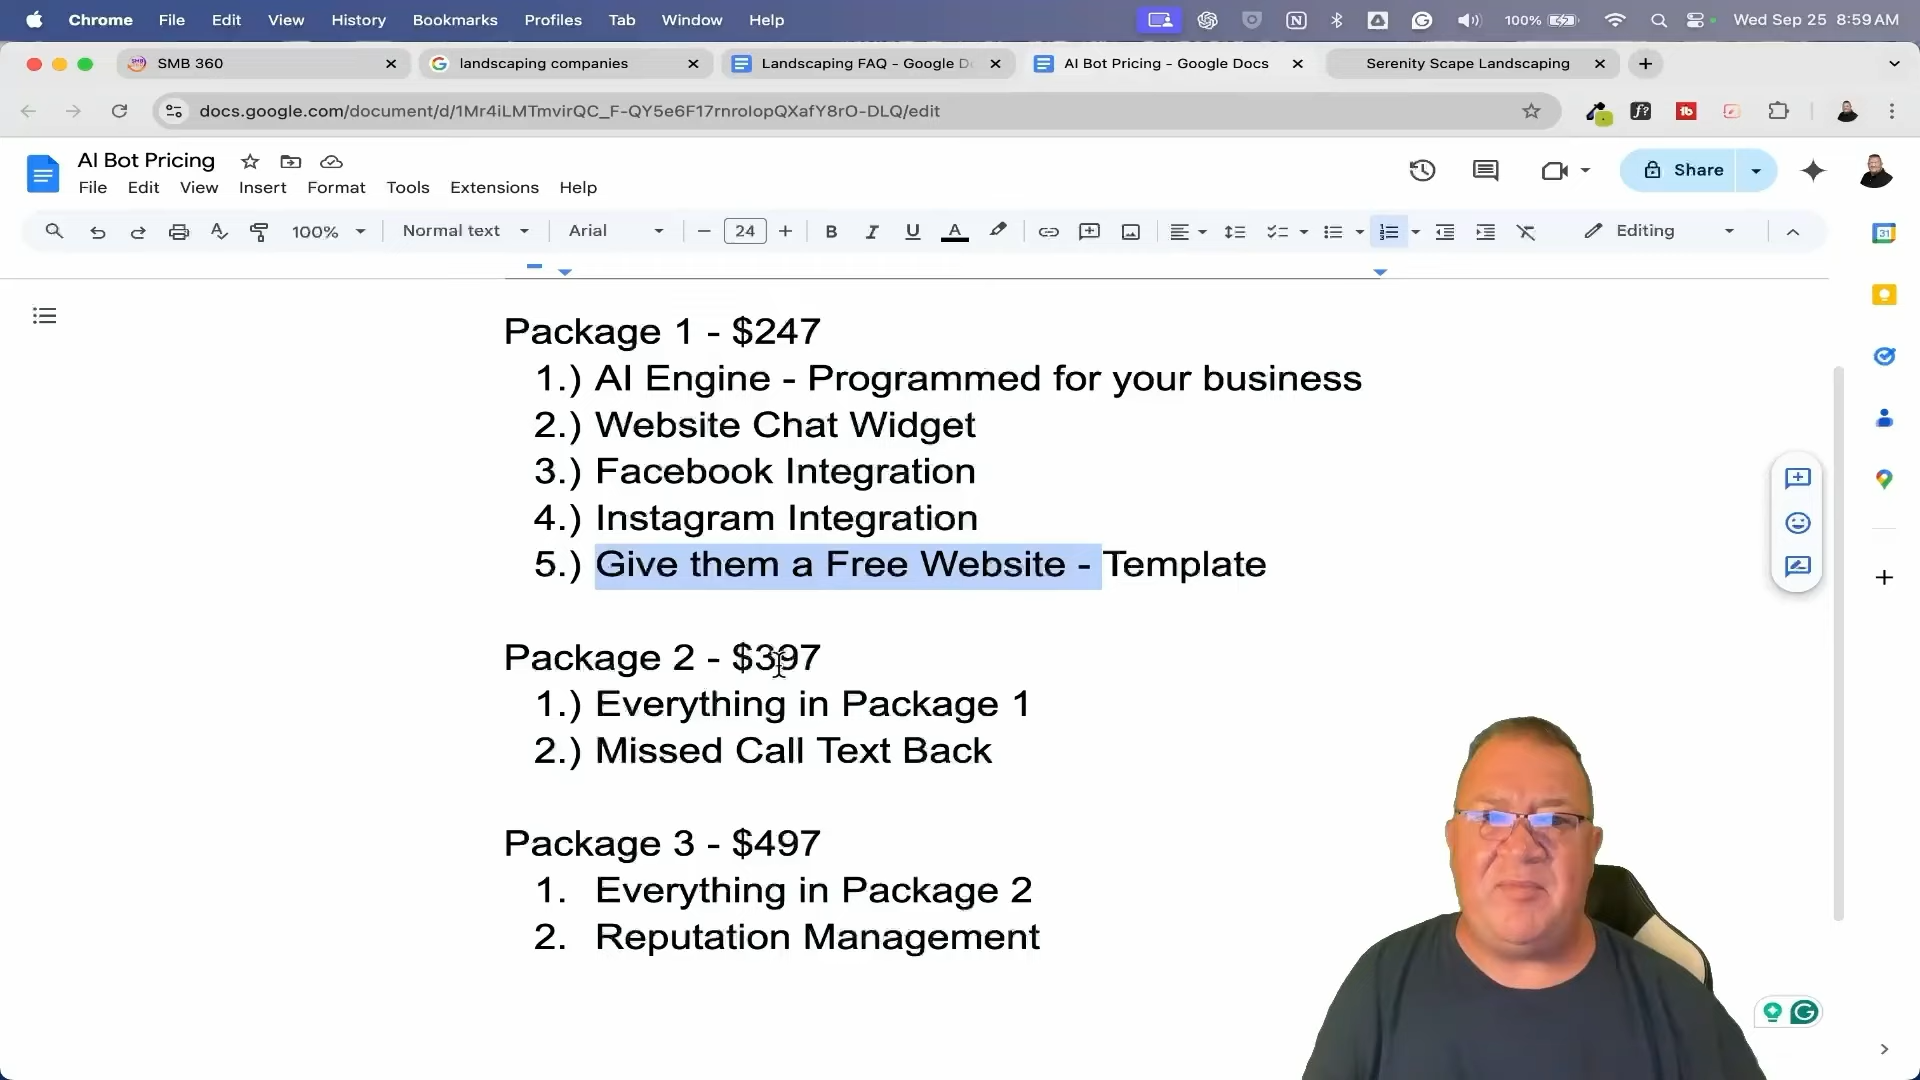 Chrome File Edit View History Bookmarks Profiles Tab Window Help 100% Wed Sep 25 8:59 AM
SMB 360 landscaping companies Landscaping FAQ - Google D AI Bot Pricing - Google Docs Serenity Scape Landscaping
docs.google.com/document/d/1Mr4iLMTmvirQC_F-QY5e6F17rnroIopQXafY8rO-DLQ/edit
AI Bot Pricing
File Edit View Insert Format Tools Extensions Help
Share
100% Normal text Arial 24 B I U A Editing
31
Package 1 - $247
1.) AI Engine - Programmed for your business
2.) Website Chat Widget
3.) Facebook Integration
4.) Instagram Integration
5.) Give them a Free Website - Template
Package 2 - $397
1.) Everything in Package 1
2.) Missed Call Text Back
Package 3 - $497
1. Everything in Package 2
2. Reputation Management